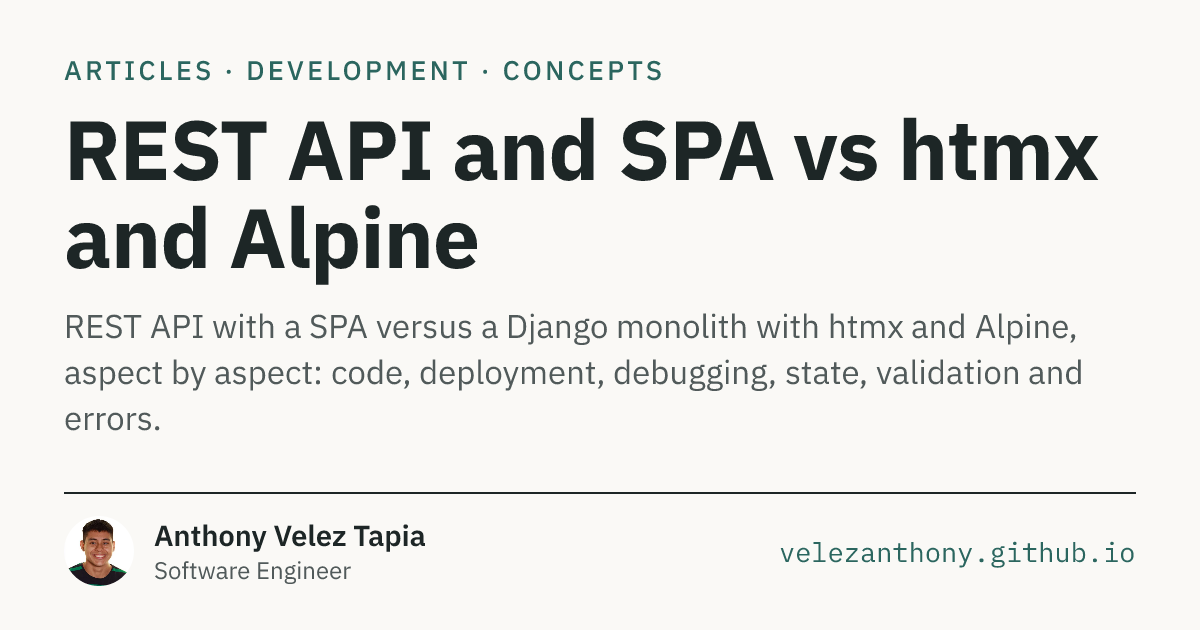 ARTICLES · DEVELOPMENT · CONCEPTS
REST API and SPA vs htmx
and Alpine
REST API with a SPA versus a Django monolith with htmx and Alpine,
aspect by aspect: code, deployment, debugging, state, validation and
errors.
Anthony Velez Tapia
Software Engineer
velezanthony.github.io